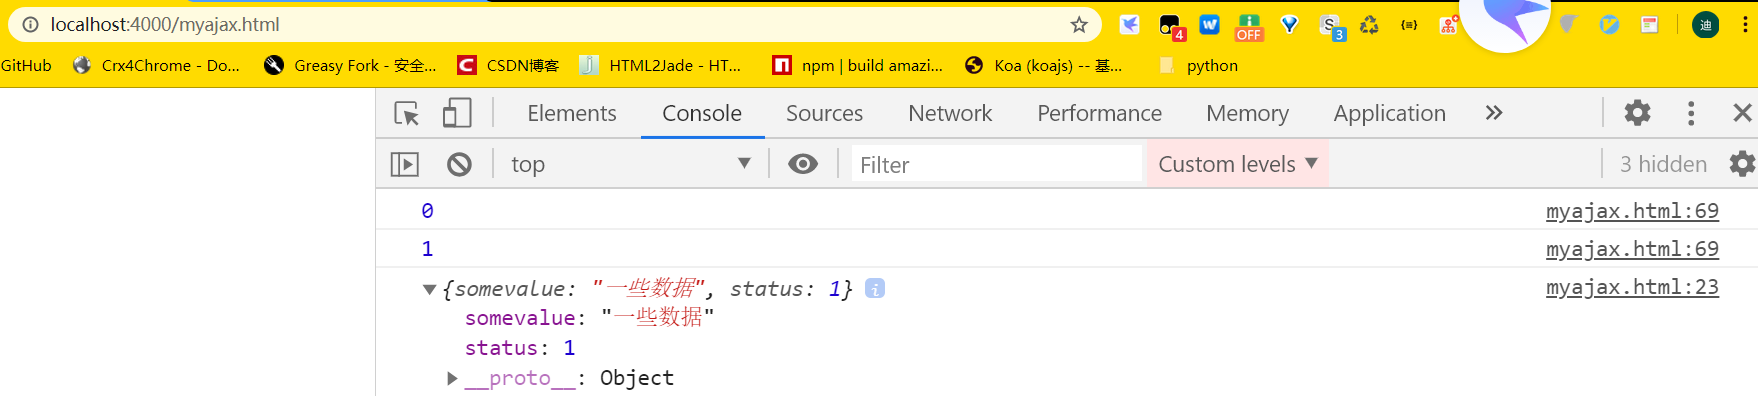 localhost:4000/myajax.html
4 W OFF S 3 {≡} 迪
GitHub Crx4Chrome - Do... Greasy Fork - 安全... C CSDN博客 j HTML2Jade - HT... npm | build amazi... Koa (koajs) -- 基... python
Elements Console Sources Network Performance Memory Application »
top Filter Custom levels 3 hidden
0 myajax.html:69
1 myajax.html:69
{somevalue: "一些数据", status: 1} i myajax.html:23
somevalue: "一些数据"
status: 1
__proto__: Object